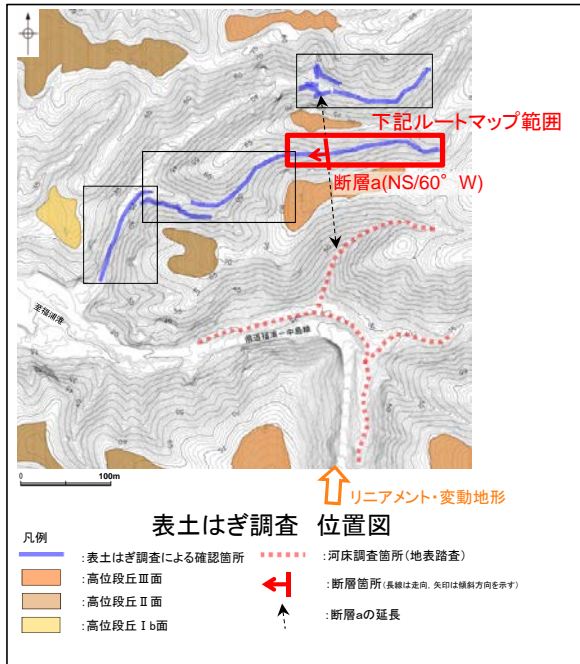 下記ルートマップ範囲
断層a(NS/60°W)
至福浦港
県道福浦ー中島線
0 100m
リニアメント・変動地形
表土はぎ調査 位置図
凡例
:表土はぎ調査による確認箇所
:高位段丘Ⅲ面
:高位段丘Ⅱ面
:高位段丘Ⅰb面
:河床調査箇所(地表踏査)
:断層箇所(長線は走向, 矢印は傾斜方向を示す)
:断層aの延長